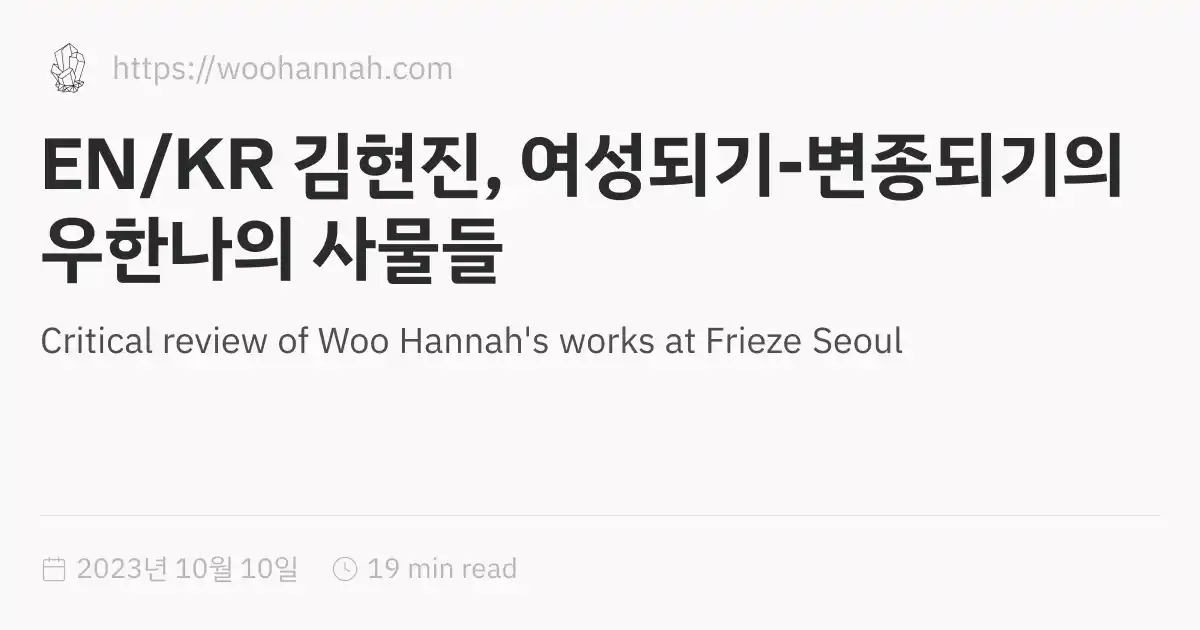 https://woohannah.com
EN/KR 김현진, 여성되기-변종되기의
우한나의 사물들
Critical review of Woo Hannah's works at Frieze Seoul
2023년 10월 10일 19 min read